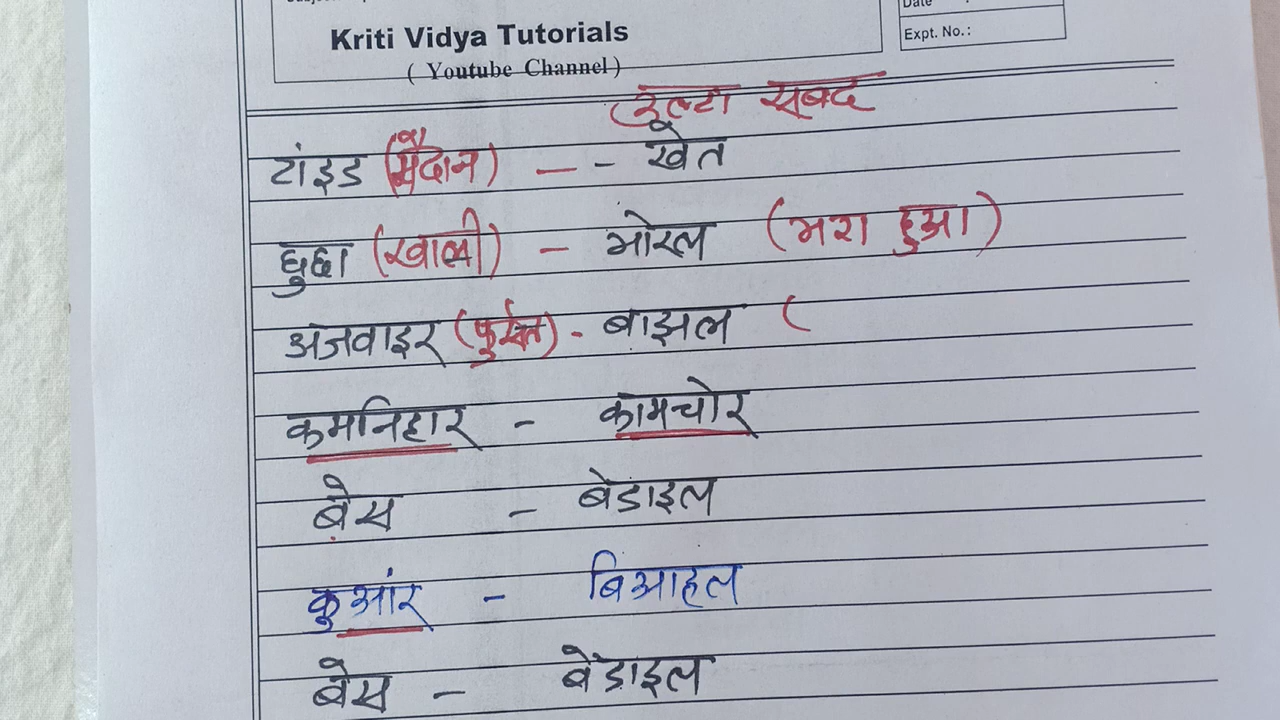 Kriti Vidya Tutorials
( Youtube Channel )
Date :
Expt. No.:
(उल्टा सबद
टांइड (मैदान) - - खेत
छुछा (खाली) - भोरल (भरा हुआ)
अजवाइर (फुर्सत) - बाझल (
कमनिहार - कामचोर
बेस - बेडाइल
कुआंर - बिआहल
बेस - बेंड़ाइल